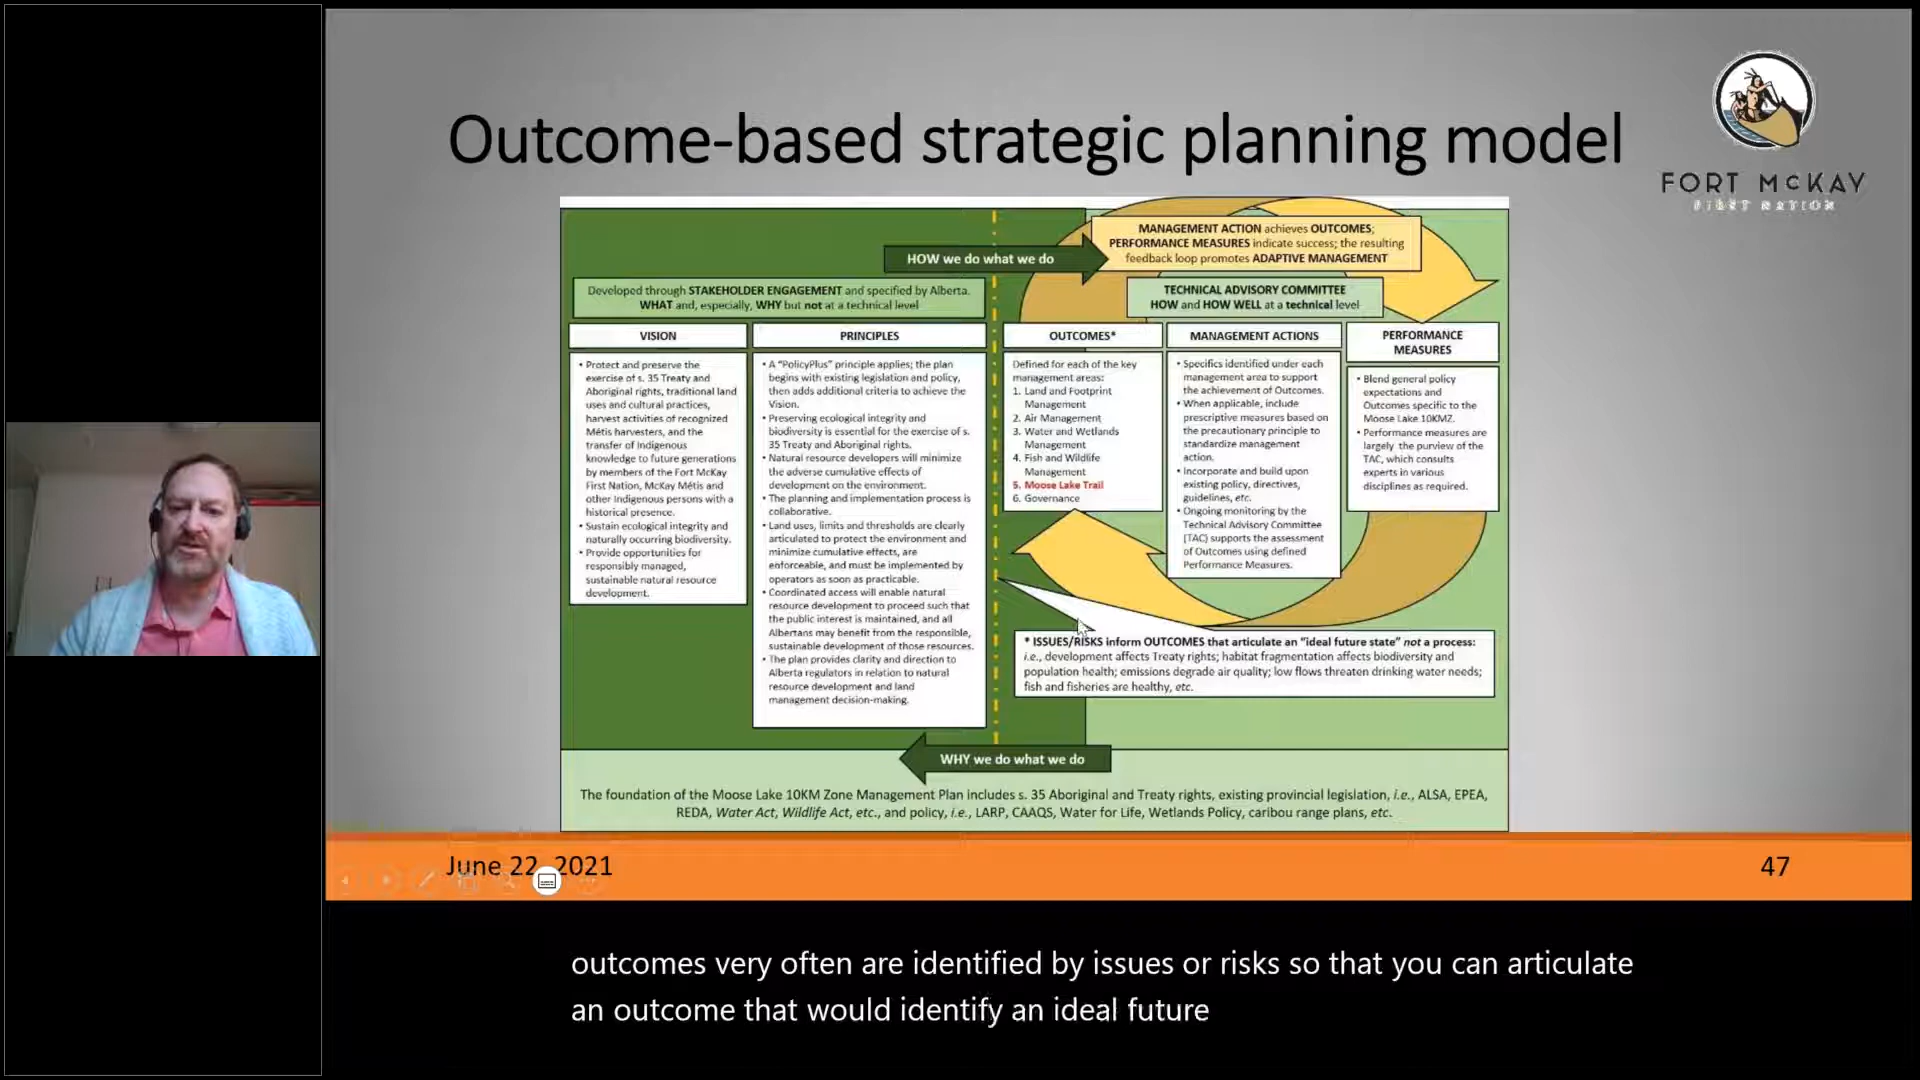 Outcome-based strategic planning model
FORT McKAY
FIRST NATION
HOW we do what we do
MANAGEMENT ACTION achieves OUTCOMES;
PERFORMANCE MEASURES indicate success; the resulting
feedback loop promotes ADAPTIVE MANAGEMENT
Developed through STAKEHOLDER ENGAGEMENT and specified by Alberta.
WHAT and, especially, WHY but not at a technical level
TECHNICAL ADVISORY COMMITTEE
HOW and HOW WELL at a technical level
VISION
• Protect and preserve the
exercise of s. 35 Treaty and
Aboriginal rights, traditional land
uses and cultural practices,
harvest activities of recognized
Métis harvesters, and the
transfer of Indigenous
knowledge to future generations
by members of the Fort McKay
First Nation, McKay Métis and
other Indigenous persons with a
historical presence.
• Sustain ecological integrity and
naturally occurring biodiversity.
• Provide opportunities for
responsibly managed,
sustainable natural resource
development.
PRINCIPLES
• A "PolicyPlus" principle applies; the plan
begins with existing legislation and policy,
then adds additional criteria to achieve the
Vision.
• Preserving ecological integrity and
biodiversity is essential for the exercise of s.
35 Treaty and Aboriginal rights.
• Natural resource developers will minimize
the adverse cumulative effects of
development on the environment.
• The planning and implementation process is
collaborative.
• Land uses, limits and thresholds are clearly
articulated to protect the environment and
minimize cumulative effects, are
enforceable, and must be implemented by
operators as soon as practicable.
• Coordinated access will enable natural
resource development to proceed such that
the public interest is maintained, and all
Albertans may benefit from the responsible,
sustainable development of those resources.
• The plan provides clarity and direction to
Alberta regulators in relation to natural
resource development and land
management decision-making.
OUTCOMES*
Defined for each of the key
management areas:
1. Land and Footprint
Management
2. Air Management
3. Water and Wetlands
Management
4. Fish and Wildlife
Management
5. Moose Lake Trail
6. Governance
MANAGEMENT ACTIONS
• Specifics identified under each
management area to support
the achievement of Outcomes.
• When applicable, include
prescriptive measures based on
the precautionary principle to
standardize management
action.
• Incorporate and build upon
existing policy, directives,
guidelines, etc.
• Ongoing monitoring by the
Technical Advisory Committee
(TAC) supports the assessment
of Outcomes using defined
Performance Measures.
PERFORMANCE
MEASURES
• Blend general policy
expectations and
Outcomes specific to the
Moose Lake 10KMZ.
• Performance measures are
largely the purview of the
TAC, which consults
experts in various
disciplines as required.
* ISSUES/RISKS inform OUTCOMES that articulate an "ideal future state" not a process:
i.e., development affects Treaty rights; habitat fragmentation affects biodiversity and
population health; emissions degrade air quality; low flows threaten drinking water needs;
fish and fisheries are healthy, etc.
WHY we do what we do
The foundation of the Moose Lake 10KM Zone Management Plan includes s. 35 Aboriginal and Treaty rights, existing provincial legislation, i.e., ALSA, EPEA,
REDA, Water Act, Wildlife Act, etc., and policy, i.e., LARP, CAAQS, Water for Life, Wetlands Policy, caribou range plans, etc.
June 22, 2021
47
outcomes very often are identified by issues or risks so that you can articulate
an outcome that would identify an ideal future